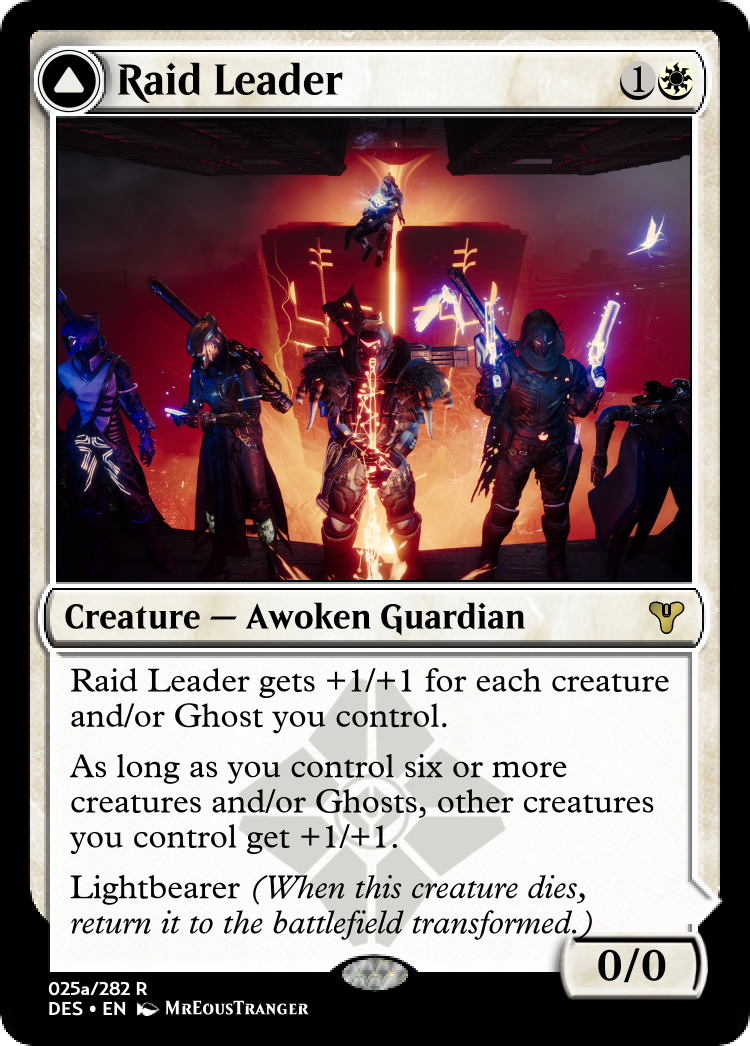 Raid Leader 1
Creature — Awoken Guardian
Raid Leader gets +1/+1 for each creature
and/or Ghost you control.
As long as you control six or more
creatures and/or Ghosts, other creatures
you control get +1/+1.
Lightbearer (When this creature dies,
return it to the battlefield transformed.)
0/0
025a/282 R
DES • EN MrEousTranger